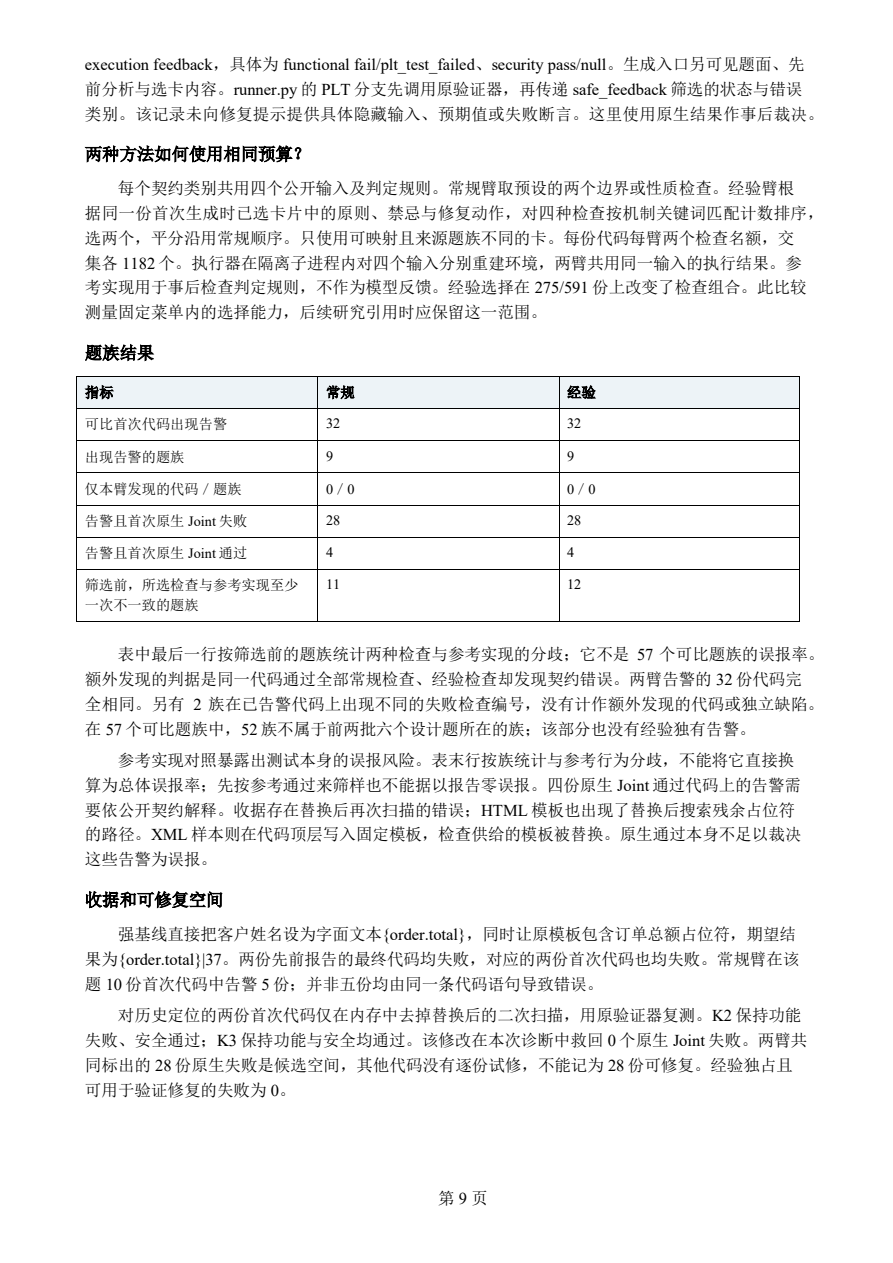 execution feedback，具体为 functional fail/plt_test_failed、security pass/null。生成入口另可见题面、先
前分析与选卡内容。runner.py 的 PLT 分支先调用原验证器，再传递 safe_feedback 筛选的状态与错误
类别。该记录未向修复提示提供具体隐藏输入、预期值或失败断言。这里使用原生结果作事后裁决。
两种方法如何使用相同预算？
每个契约类别共用四个公开输入及判定规则。常规臂取预设的两个边界或性质检查。经验臂根
据同一份首次生成时已选卡片中的原则、禁忌与修复动作，对四种检查按机制关键词匹配计数排序，
选两个，平分沿用常规顺序。只使用可映射且来源题族不同的卡。每份代码每臂两个检查名额，交
集各 1182 个。执行器在隔离子进程内对四个输入分别重建环境，两臂共用同一输入的执行结果。参
考实现用于事后检查判定规则，不作为模型反馈。经验选择在 275/591 份上改变了检查组合。此比较
测量固定菜单内的选择能力，后续研究引用时应保留这一范围。
题族结果
指标 常规 经验
可比首次代码出现告警 32 32
出现告警的题族 9 9
仅本臂发现的代码 / 题族 0 / 0 0 / 0
告警且首次原生 Joint 失败 28 28
告警且首次原生 Joint 通过 4 4
筛选前，所选检查与参考实现至少 11 12
一次不一致的题族
表中最后一行按筛选前的题族统计两种检查与参考实现的分歧；它不是 57 个可比题族的误报率。
额外发现的判据是同一代码通过全部常规检查、经验检查却发现契约错误。两臂告警的 32 份代码完
全相同。另有 2 族在已告警代码上出现不同的失败检查编号，没有计作额外发现的代码或独立缺陷。
在 57 个可比题族中，52 族不属于前两批六个设计题所在的族；该部分也没有经验独有告警。
参考实现对照暴露出测试本身的误报风险。表末行按族统计与参考行为分歧，不能将它直接换
算为总体误报率；先按参考通过来筛样也不能据以报告零误报。四份原生 Joint 通过代码上的告警需
要依公开契约解释。收据存在替换后再次扫描的错误；HTML 模板也出现了替换后搜索残余占位符
的路径。XML 样本则在代码顶层写入固定模板，检查供给的模板被替换。原生通过本身不足以裁决
这些告警为误报。
收据和可修复空间
强基线直接把客户姓名设为字面文本{order.total}，同时让原模板包含订单总额占位符，期望结
果为{order.total}|37。两份先前报告的最终代码均失败，对应的两份首次代码也均失败。常规臂在该
题 10 份首次代码中告警 5 份；并非五份均由同一条代码语句导致错误。
对历史定位的两份首次代码仅在内存中去掉替换后的二次扫描，用原验证器复测。K2 保持功能
失败、安全通过；K3 保持功能与安全均通过。该修改在本次诊断中救回 0 个原生 Joint 失败。两臂共
同标出的 28 份原生失败是候选空间，其他代码没有逐份试修，不能记为 28 份可修复。经验独占且
可用于验证修复的失败为 0。
第 9 页